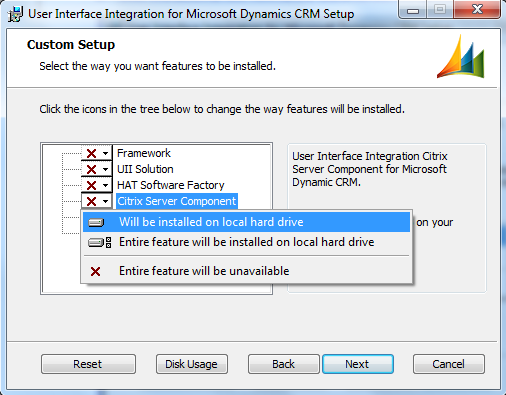 User Interface Integration for Microsoft Dynamics CRM Setup
Custom Setup
Select the way you want features to be installed.
Click the icons in the tree below to change the way features will be installed.
Framework
UII Solution
HAT Software Factory
Citrix Server Component
User Interface Integration Citrix
Server Component for Microsoft
Dynamic CRM.
on your
Will be installed on local hard drive
Entire feature will be installed on local hard drive
Entire feature will be unavailable
Reset
Disk Usage
Back
Next
Cancel